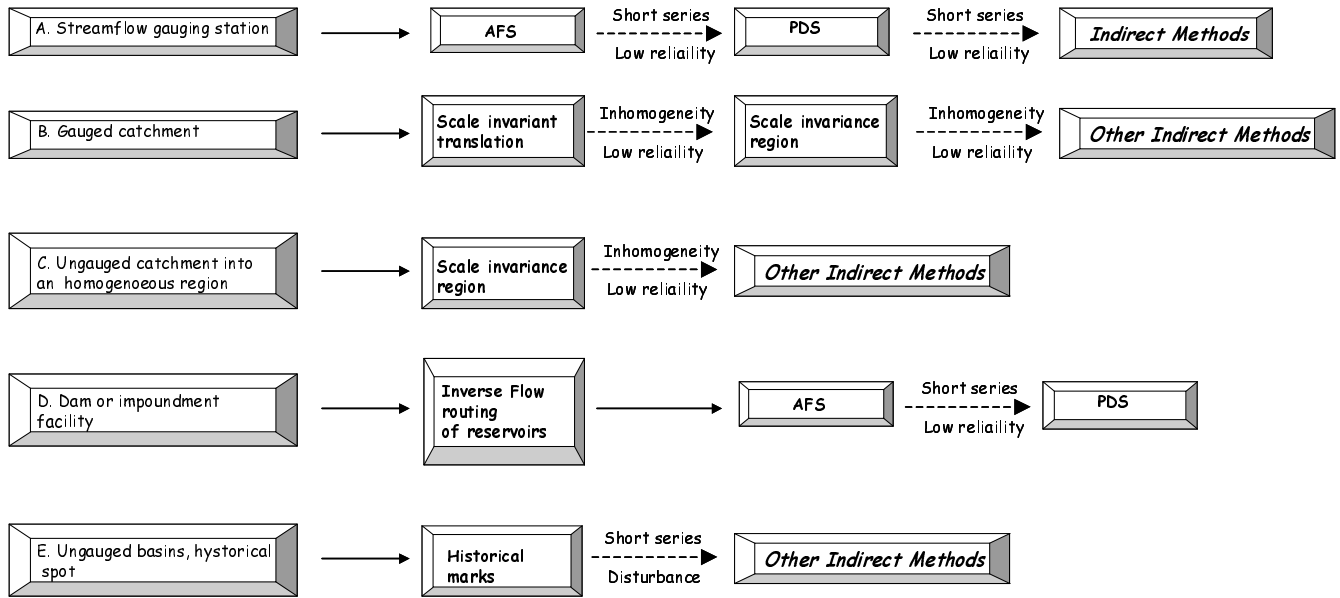 A. Streamflow gauging station
AFS
Short series
Low reliaility
PDS
Short series
Low reliaility
Indirect Methods
B. Gauged catchment
Scale invariant
translation
Inhomogeneity
Low reliaility
Scale invariance
region
Inhomogeneity
Low reliaility
Other Indirect Methods
C. Ungauged catchment into
an homogenoeous region
Scale invariance
region
Inhomogeneity
Low reliaility
Other Indirect Methods
D. Dam or impoundment
facility
Inverse Flow
routing
of reservoirs
AFS
Short series
Low reliaility
PDS
E. Ungauged basins, hystorical
spot
Historical
marks
Short series
Disturbance
Other Indirect Methods